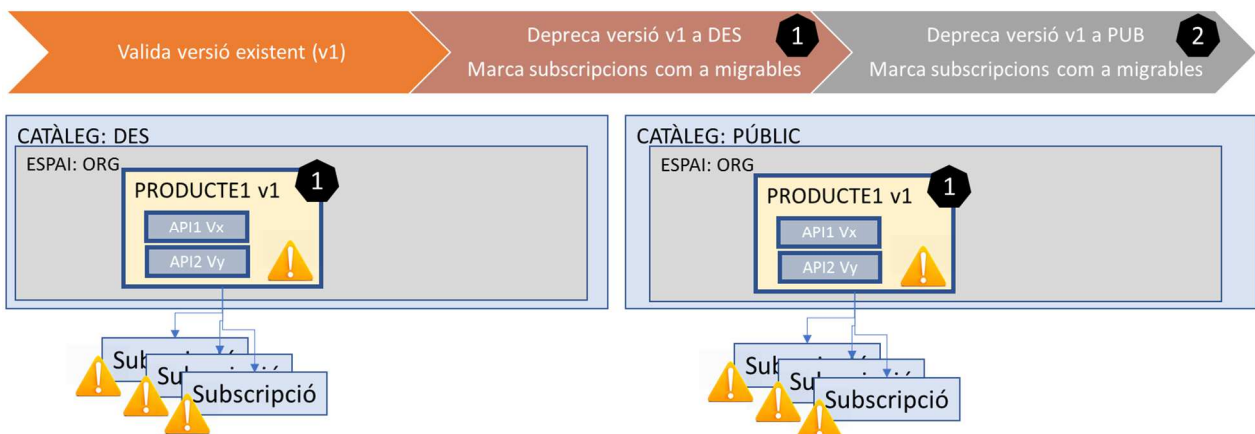 Valida versió existent (v1)
Depreca versió v1 a DES
Marca subscripcions com a migrables
1
Depreca versió v1 a PUB
Marca subscripcions com a migrables
2
CATÀLEG: DES
ESPAI: ORG
1
PRODUCTE1 v1
API1 Vx
API2 Vy
Subscripció
CATÀLEG: PÚBLIC
ESPAI: ORG
1
PRODUCTE1 v1
API1 Vx
API2 Vy
Subscripció